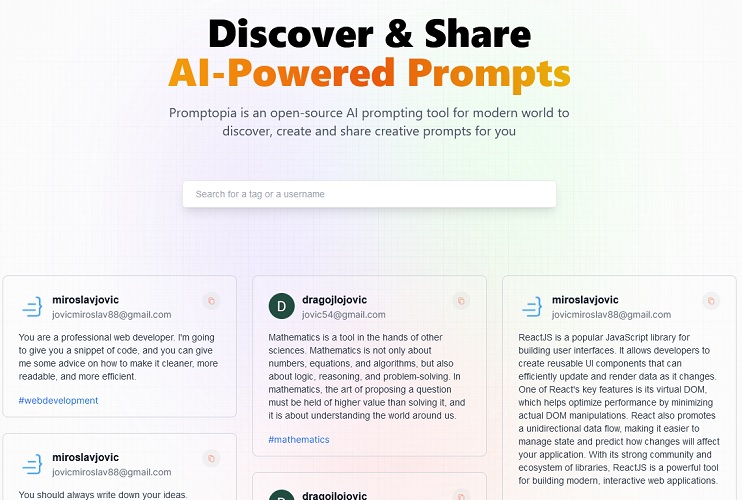 Discover & Share
AI-Powered Prompts
Promptopia is an open-source AI prompting tool for modern world to
discover, create and share creative prompts for you
Search for a tag or a username
miroslavjovic
jovicmiroslav88@gmail.com
You are a professional web developer. I'm going
to give you a snippet of code, and you can give
me some advice on how to make it cleaner, more
readable, and more efficient.
#webdevelopment
miroslavjovic
jovicmiroslav88@gmail.com
You should always write down your ideas.
D
dragojlojovic
jovic54@gmail.com
Mathematics is a tool in the hands of other
sciences. Mathematics is not only about
numbers, equations, and algorithms, but also
about logic, reasoning, and problem-solving. In
mathematics, the art of proposing a question
must be held of higher value than solving it, and
it is about understanding the world around us.
#mathematics
D
dragojlojovic
miroslavjovic
jovicmiroslav88@gmail.com
ReactJS is a popular JavaScript library for
building user interfaces. It allows developers to
create reusable UI components that can
efficiently update and render data as it changes.
One of React's key features is its virtual DOM,
which helps optimize performance by minimizing
actual DOM manipulations. React also promotes
a unidirectional data flow, making it easier to
manage state and predict how changes will affect
your application. With its strong community and
ecosystem of libraries, ReactJS is a powerful tool
for building modern, interactive web applications.